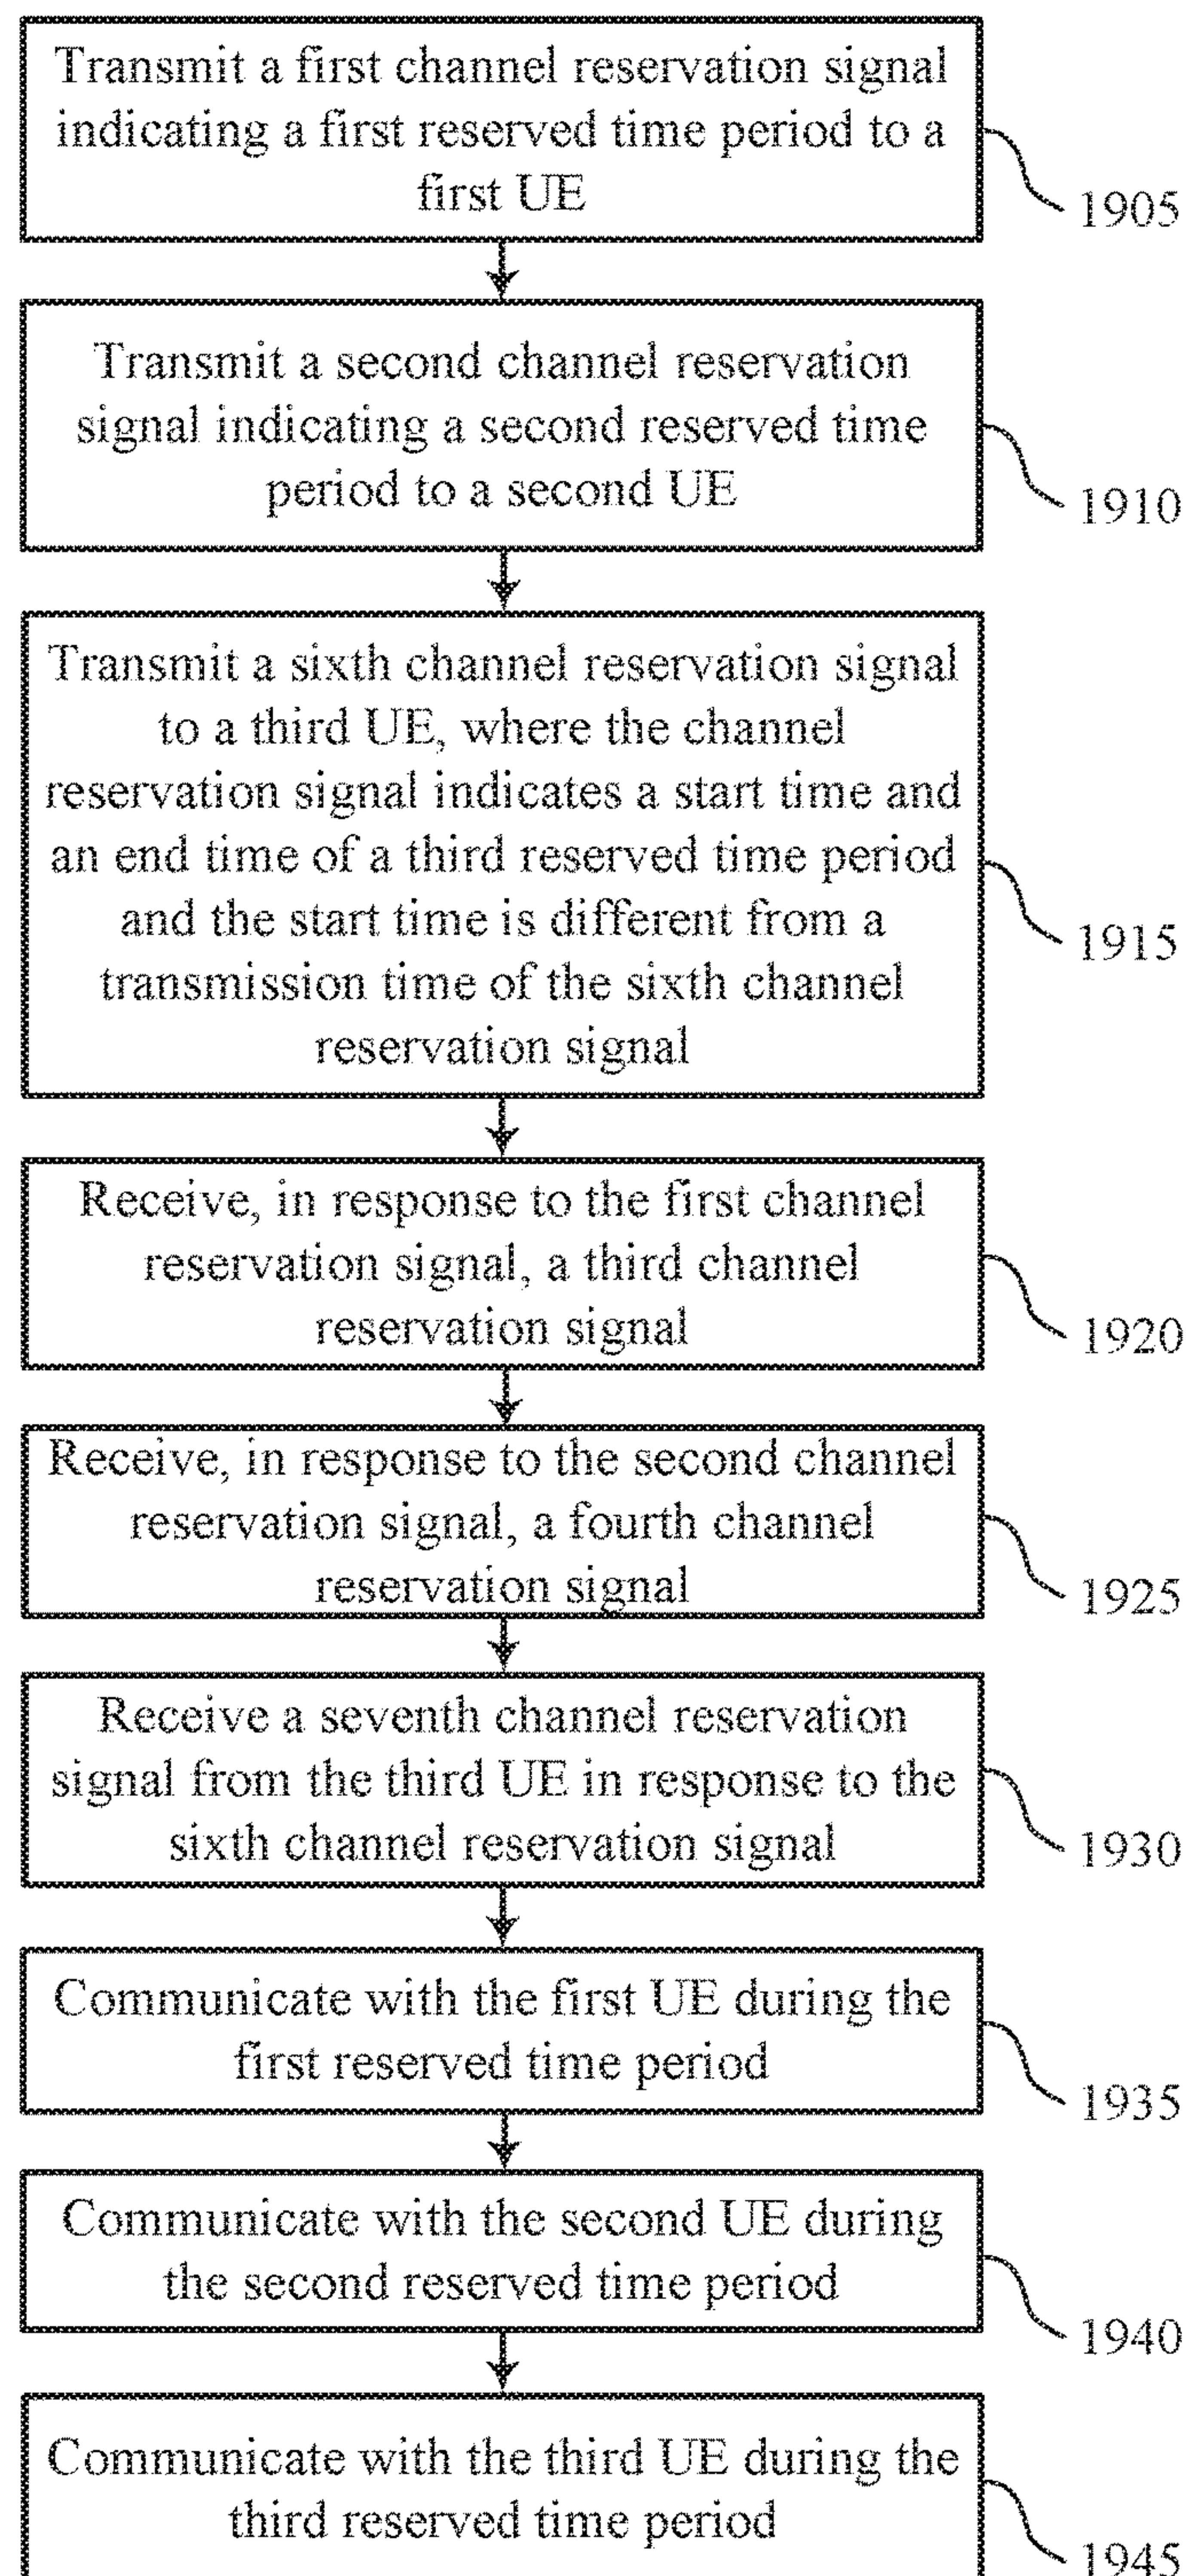 Transmit a first channel reservation signal
indicating a first reserved time period to a
first UE
1905
Transmit a second channel reservation
signal indicating a second reserved time
period to a second UE
1910
Transmit a sixth channel reservation signal
to a third UE, where the channel
reservation signal indicates a start time and
an end time of a third reserved time period
and the start time is different from a
transmission time of the sixth channel
reservation signal
1915
Receive, in response to the first channel
reservation signal, a third channel
reservation signal
1920
Receive, in response to the second channel
reservation signal, a fourth channel
reservation signal
1925
Receive a seventh channel reservation
signal from the third UE in response to the
sixth channel reservation signal
1930
Communicate with the first UE during the
first reserved time period
1935
Communicate with the second UE during
the second reserved time period
1940
Communicate with the third UE during the
third reserved time period
1945